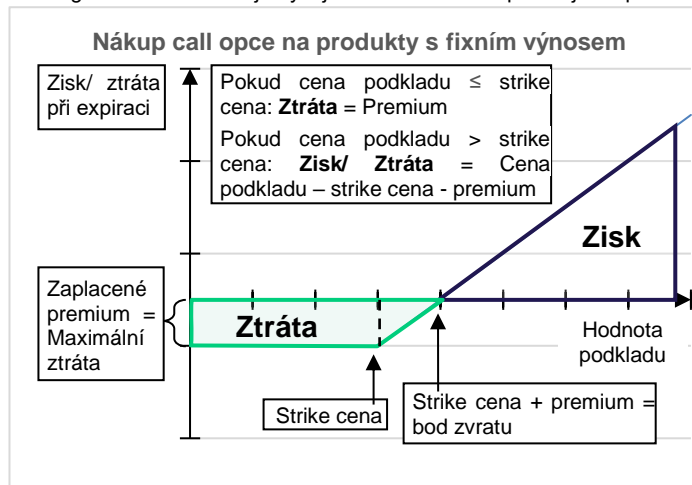 Nákup call opce na produkty s fixním výnosem
Zisk/ ztráta
při expiraci
Pokud cena podkladu ≤ strike
cena: Ztráta = Premium
Pokud cena podkladu > strike
cena: Zisk/ Ztráta = Cena
podkladu – strike cena - premium
Zisk
Zaplacené
premium =
Maximální
ztráta
Ztráta
Hodnota
podkladu
Strike cena
Strike cena + premium =
bod zvratu